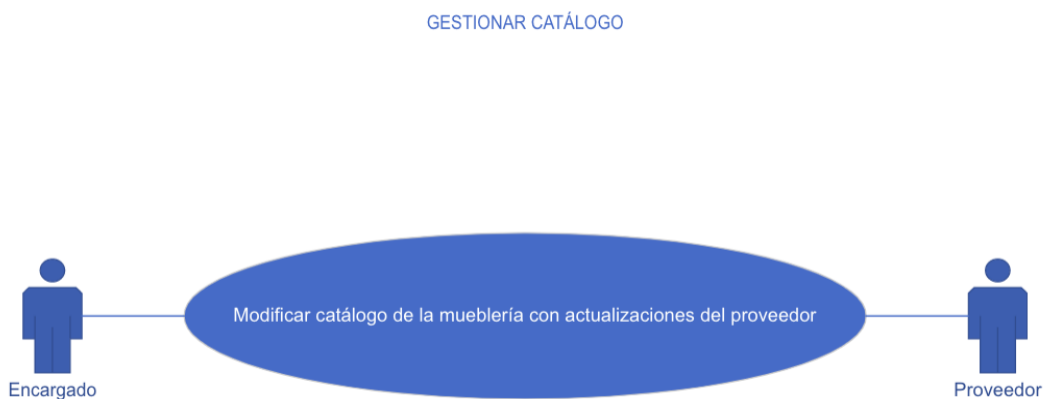 GESTIONAR CATÁLOGO
Modificar catálogo de la mueblería con actualizaciones del proveedor
Encargado
Proveedor